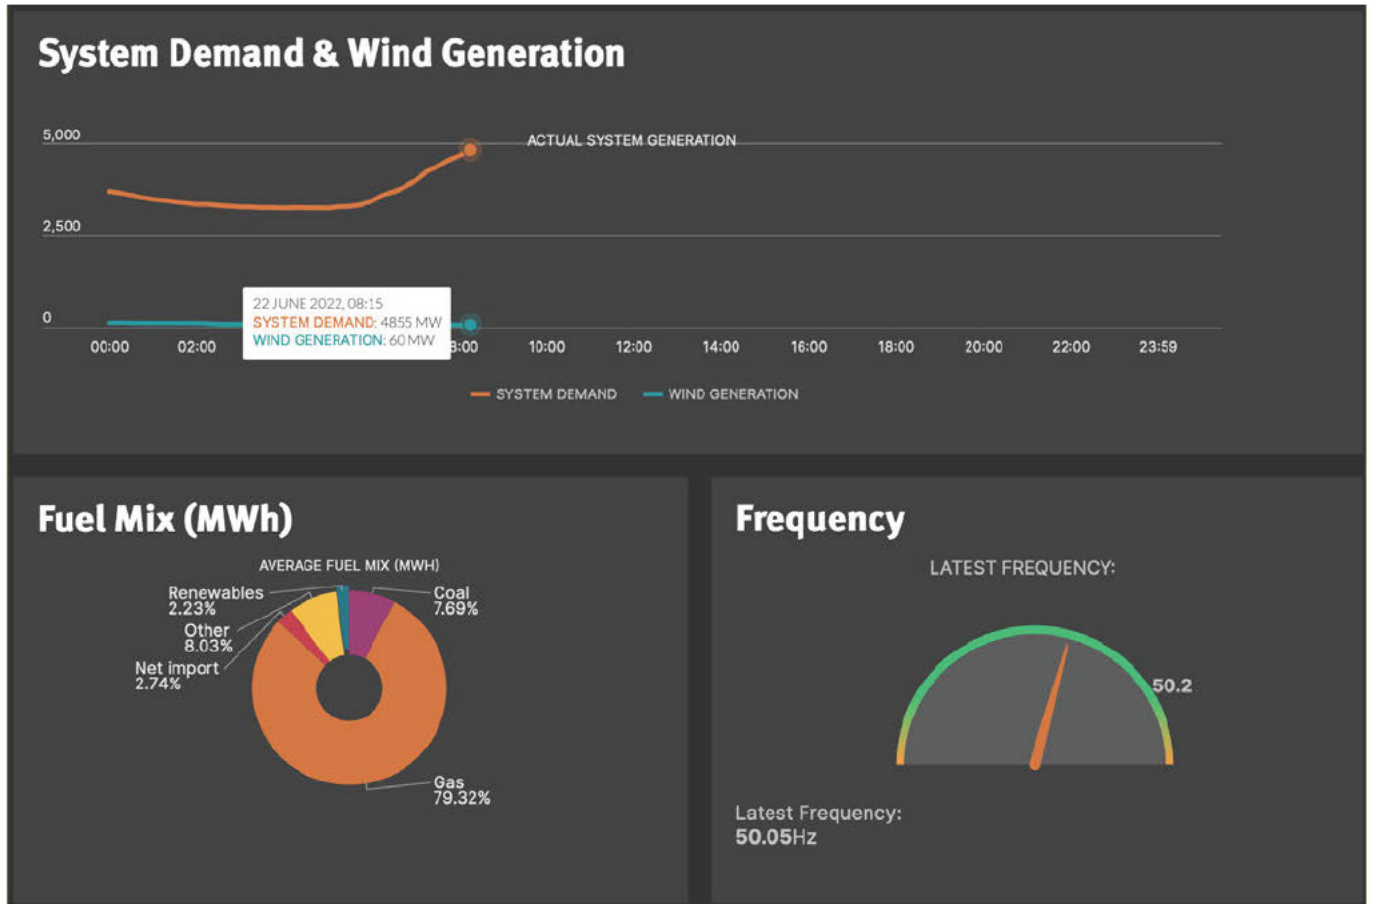 System Demand & Wind Generation
5,000
ACTUAL SYSTEM GENERATION
2,500
0
22 JUNE 2022, 08:15
SYSTEM DEMAND: 4855 MW
WIND GENERATION: 60 MW
00:00 02:00 8:00 10:00 12:00 14:00 16:00 18:00 20:00 22:00 23:59
SYSTEM DEMAND WIND GENERATION
Fuel Mix (MWh)
AVERAGE FUEL MIX (MWH)
Renewables
2.23%
Other
8.03%
Net import
2.74%
Coal
7.69%
Gas
79.32%
Frequency
LATEST FREQUENCY:
50.2
Latest Frequency:
50.05Hz